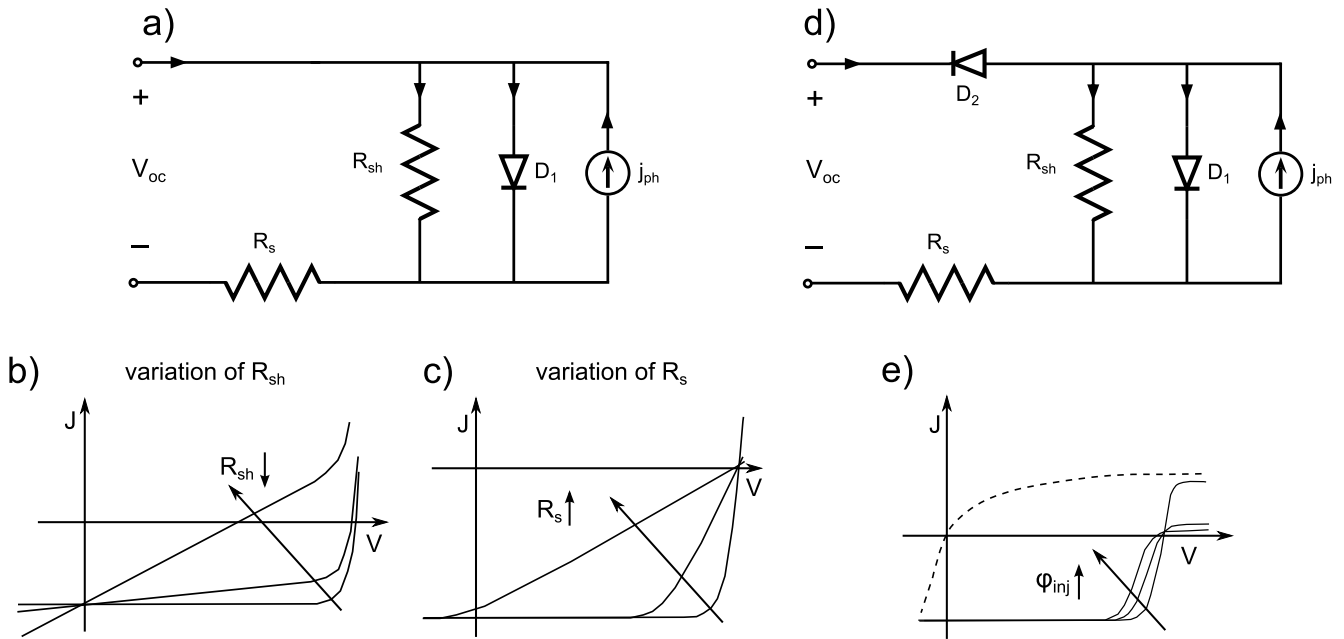 a)
+
V_oc
−
R_s
R_sh
D_1
j_ph
d)
+
V_oc
−
R_s
D_2
R_sh
D_1
j_ph
b)
variation of R_sh
J
R_sh ↓
V
c)
variation of R_s
J
R_s ↑
V
e)
J
φ_inj ↑
V